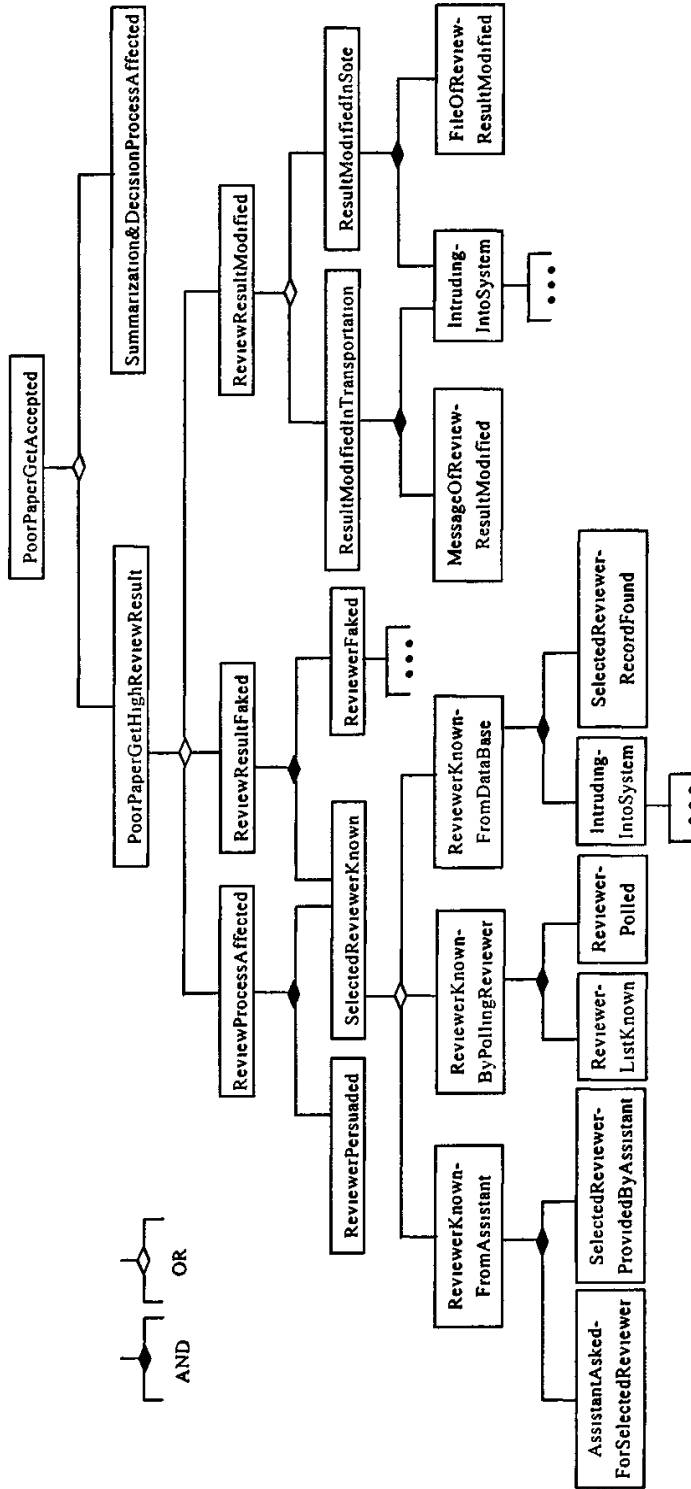 PoorPaperGetAccepted
PoorPaperGetHighReviewResult
Summarization&DecisionProcessAffected
ReviewProcessAffected
ReviewResultFaked
ReviewResultModified
ReviewerPersuaded
SelectedReviewerKnown
ReviewerFaked
ResultModifiedInTransportation
ResultModifiedInSote
•••
ReviewerKnown-
FromAssistant
ReviewerKnown-
ByPollingReviewer
ReviewerKnown-
FromDataBase
MessageOfReview-
ResultModified
Intruding-
IntoSystem
FileOfReview-
ResultModified
•••
AssistantAsked-
ForSelectedReviewer
SelectedReviewer-
ProvidedByAssistant
Reviewer-
ListKnown
Reviewer-
Polled
Intruding-
IntoSystem
SelectedReviewer-
RecordFound
•••
AND
OR